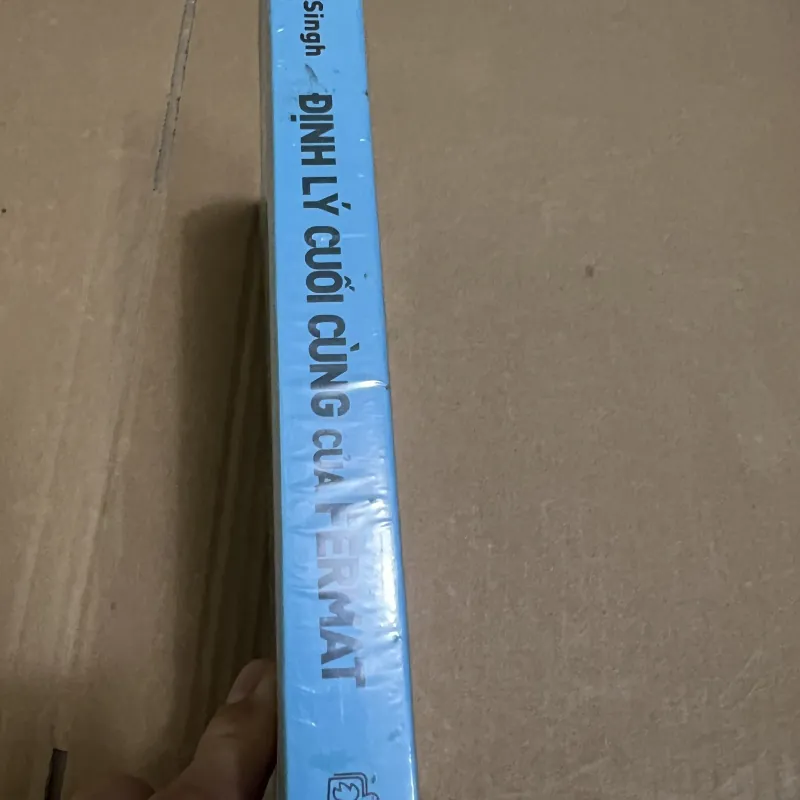 Singh
ĐỊNH LÝ CUỐI CÙNG CỦA FERMAT